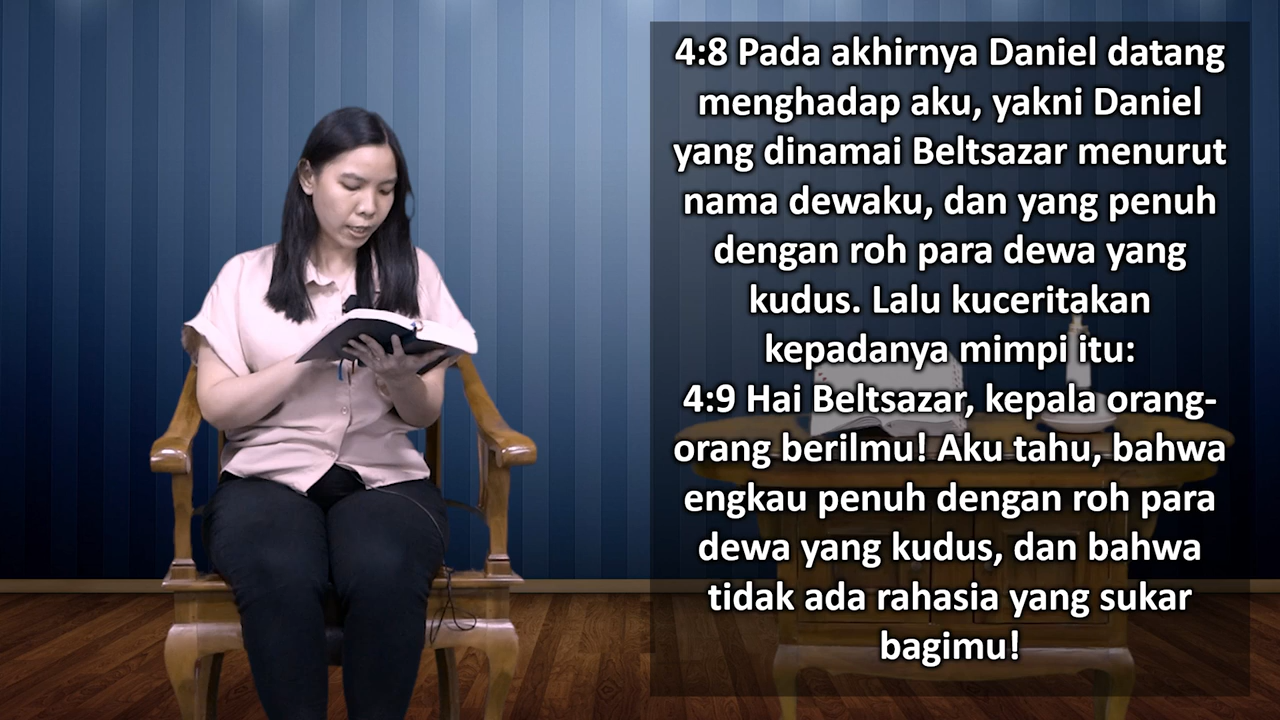 4:8 Pada akhirnya Daniel datang
menghadap aku, yakni Daniel
yang dinamai Beltsazar menurut
nama dewaku, dan yang penuh
dengan roh para dewa yang
kudus. Lalu kuceritakan
kepadanya mimpi itu:
4:9 Hai Beltsazar, kepala orang-
orang berilmu! Aku tahu, bahwa
engkau penuh dengan roh para
dewa yang kudus, dan bahwa
tidak ada rahasia yang sukar
bagimu!